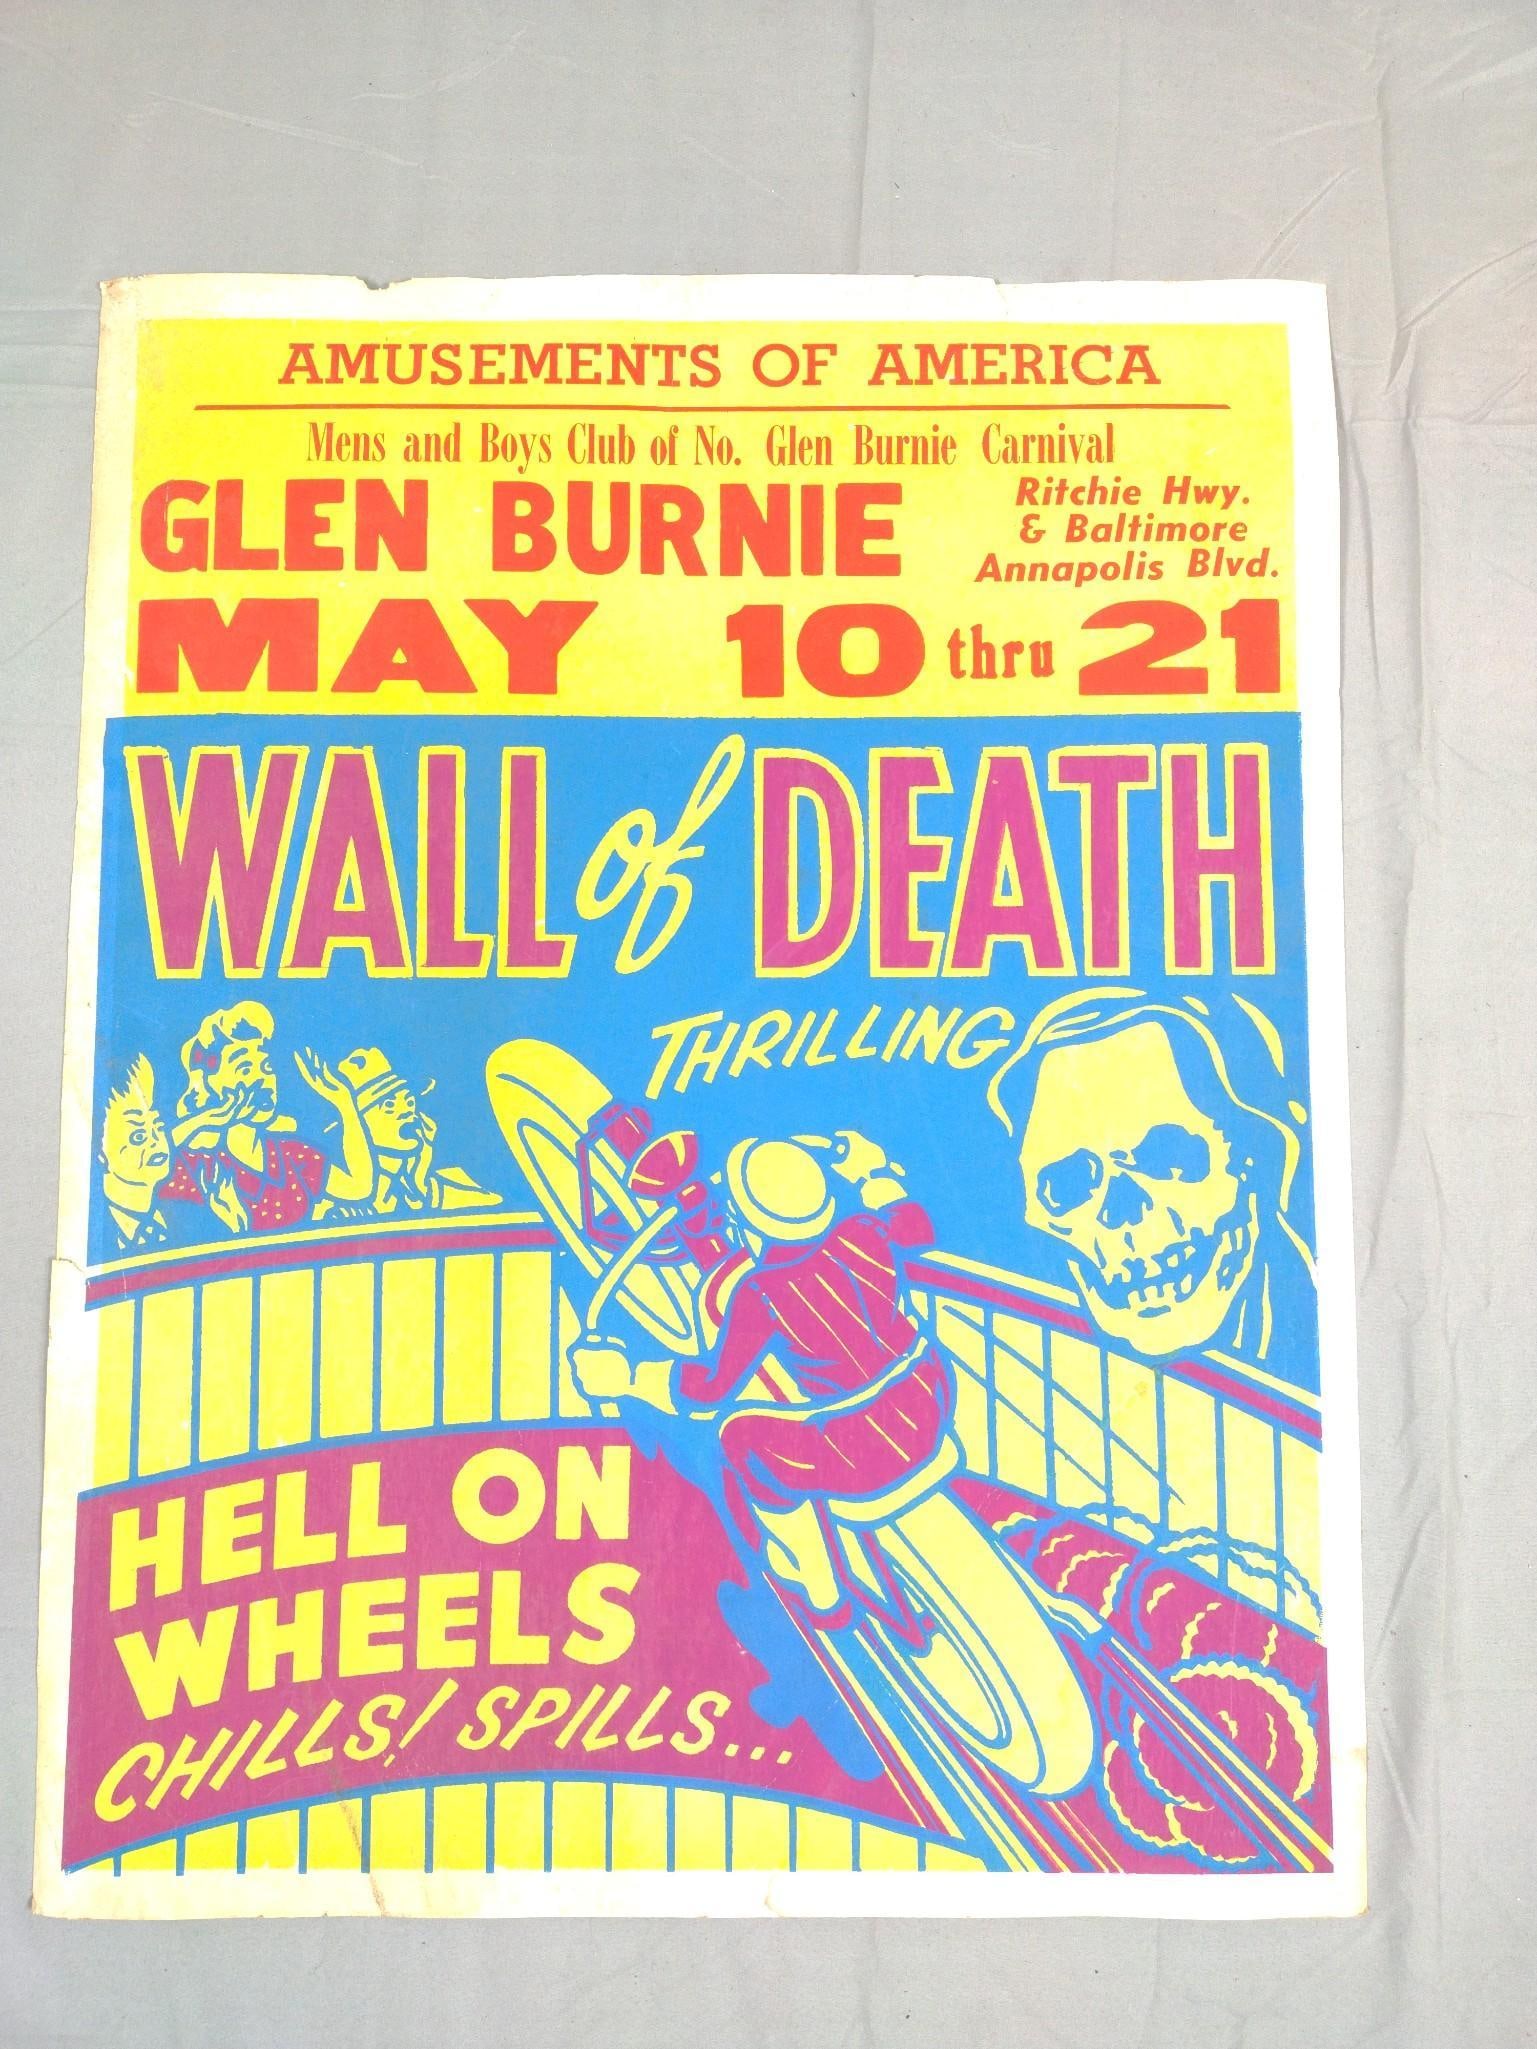 AMUSEMENTS OF AMERICA
Mens and Boys Club of No. Glen Burnie Carnival
GLEN BURNIE
Ritchie Hwy.
& Baltimore
Annapolis Blvd.
MAY 10 thru 21
WALL of DEATH
THRILLING
HELL ON
WHEELS
CHILLS! SPILLS...